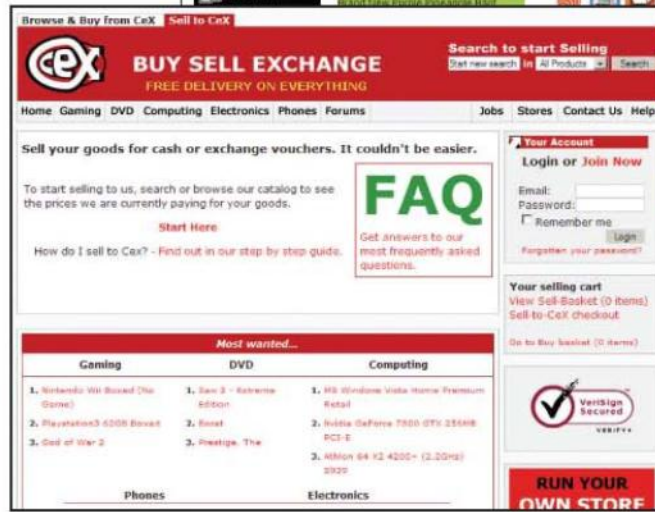 Browse & Buy from CeX Sell to CeX
cex
BUY SELL EXCHANGE
FREE DELIVERY ON EVERYTHING
Search to start Selling
Start new search in All Products Search
Home Gaming DVD Computing Electronics Phones Forums Jobs Stores Contact Us Help
Sell your goods for cash or exchange vouchers. It couldn't be easier.
To start selling to us, search or browse our catalog to see
the prices we are currently paying for your goods.
Start Here
How do I sell to Cex? - Find out in our step by step guide.
FAQ
Get answers to our
most frequently asked
questions.
Your Account
Login or Join Now
Email:
Password:
Remember me
Login
Forgotten your password?
Your selling cart
View Sell-Basket (0 items)
Sell-to-CeX checkout
Go to Buy basket (0 items)
Most wanted...
Gaming
1. Nintendo Wii Boxed (No
Game)
2. Playstation3 60GB Boxed
3. God of War 2
DVD
1. Saw 3 - Extreme
Edition
2. Borat
3. Prestige, The
Computing
1. MS Windows Vista Home Premium
Retail
2. Nvidia GeForce 7900 GTX 256MB
PCI-E
3. Athlon 64 X2 4200+ (2.2GHz)
S939
Phones
Electronics
VeriSign
Secured
VERIFY
RUN YOUR
OWN STORE